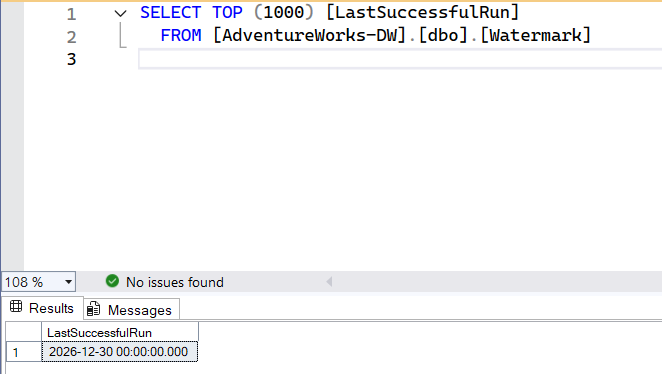 1 SELECT TOP (1000) [LastSuccessfulRun]
2 FROM [AdventureWorks-DW].[dbo].[Watermark]
3
108 % No issues found
Results Messages
LastSuccessfulRun
1 2026-12-30 00:00:00.000